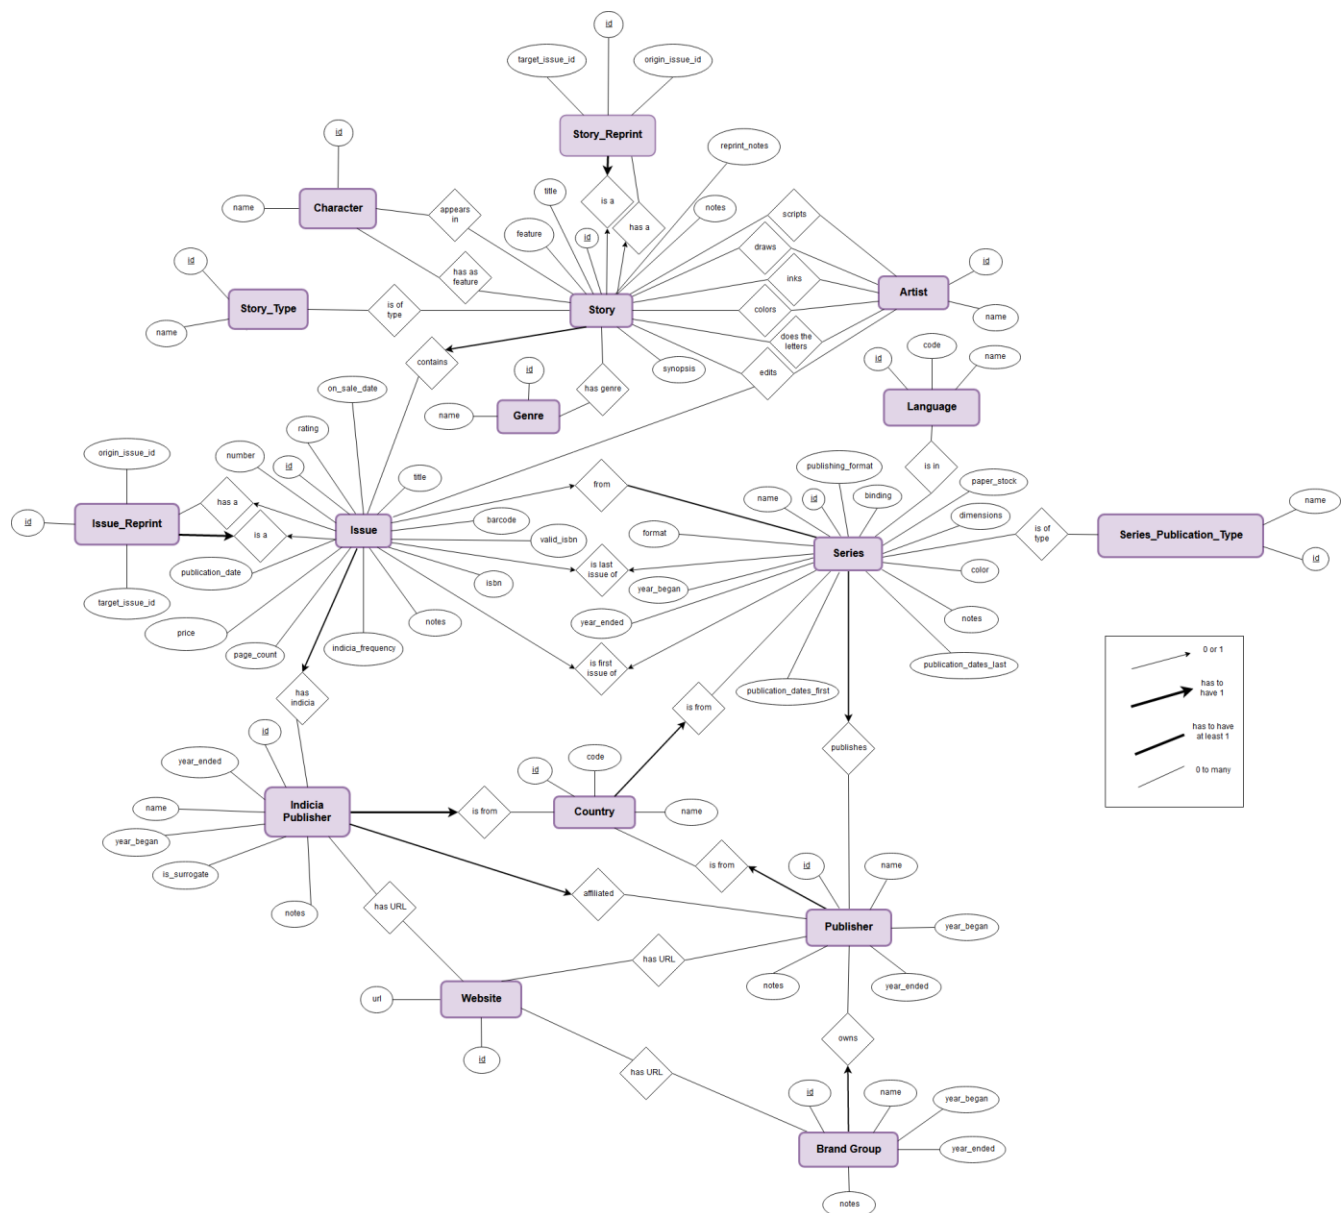 id
target_issue_id
origin_issue_id
Story_Reprint
reprint_notes
id
title
is a
Character
name
appears
in
notes
scripts
has a
feature
id
draws
id
has as
feature
inks
id
Story_Type
is of
type
Story
colors
Artist
name
name
does the
letters
code
name
contains
id
on_sale_date
id
synopsis
edits
has genre
name
Genre
Language
rating
origin_issue_id
number
publishing_format
is in
id
title
paper_stock
has a
from
name
id
binding
name
id
Issue_Reprint
Issue
barcode
dimensions
is a
format
Series
is of
type
Series_Publication_Type
valid_isbn
id
publication_date
is last
issue of
color
isbn
year_began
target_issue_id
notes
year_ended
notes
price
indicia_frequency
0 or 1
page_count
is first
issue of
publication_dates_last
publication_dates_first
has to
have 1
has
indicia
is from
has to have
at least 1
id
publishes
code
0 to many
year_ended
id
name
Indicia
Publisher
is from
Country
name
year_began
is from
id
name
is_surrogate
affiliated
notes
has URL
Publisher
year_began
has URL
notes
year_ended
url
Website
owns
id
has URL
id
name
year_began
Brand Group
year_ended
notes